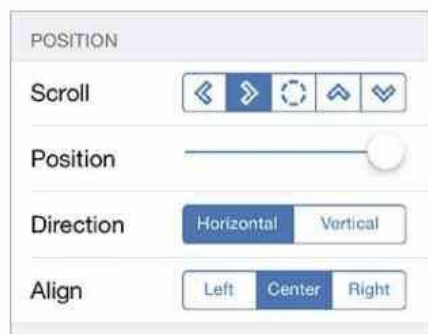 POSITION
Scroll
Position
Direction Horizontal Vertical
Align Left Center Right